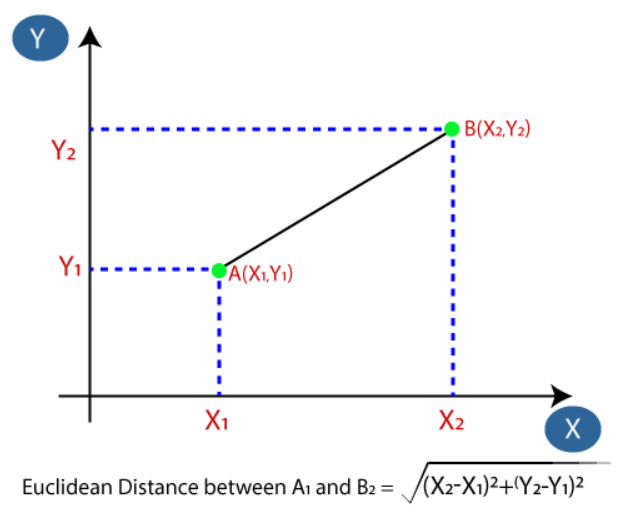 Y
B(X₂,Y₂)
Y₂
Y₁
A(X₁,Y₁)
X₁
X₂
X
Euclidean Distance between A₁ and B₂ = √(X₂-X₁)²+(Y₂-Y₁)²